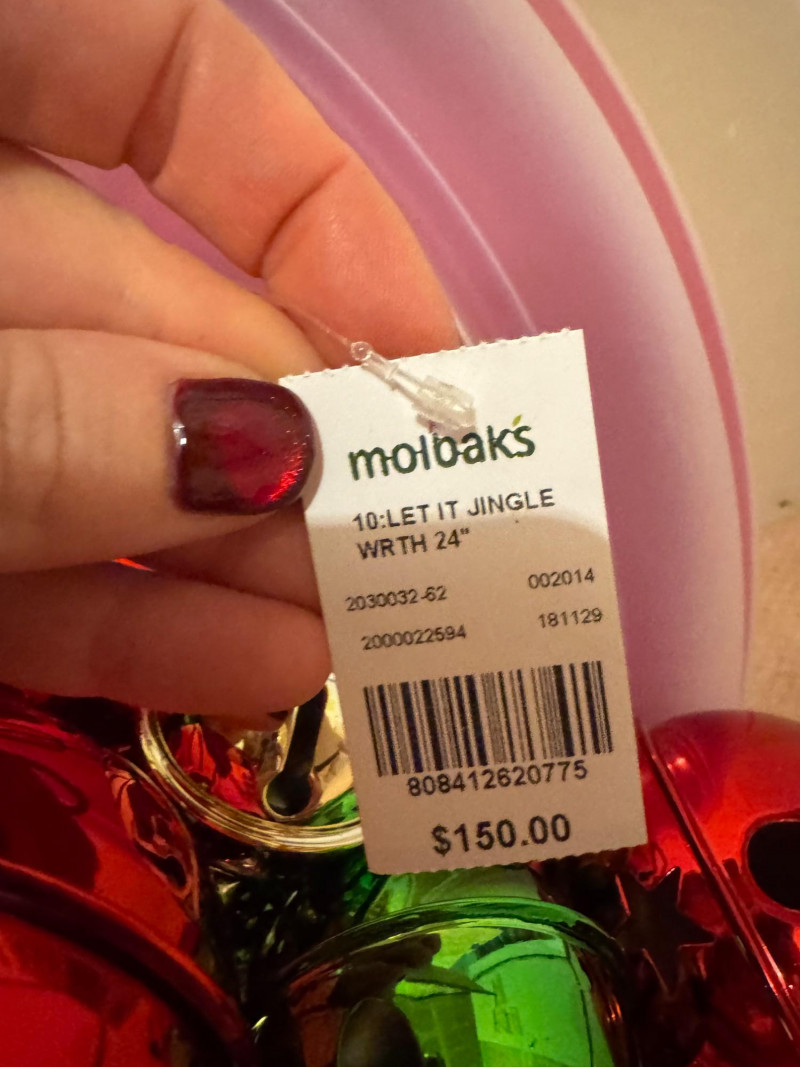 molbak's
10:LET IT JINGLE
WRTH 24"
2030032-62 002014
2000022594 181129
808412620775
$150.00